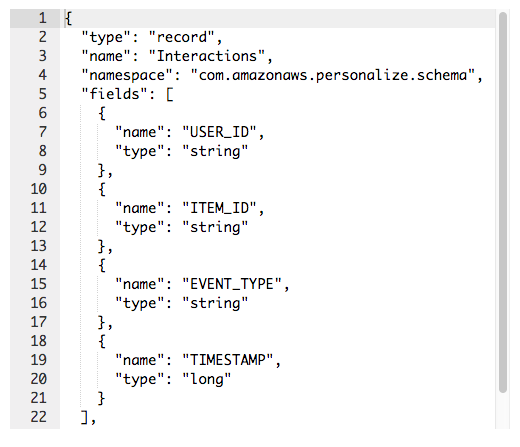 1 {
2   "type": "record",
3   "name": "Interactions",
4   "namespace": "com.amazonaws.personalize.schema",
5   "fields": [
6     {
7       "name": "USER_ID",
8       "type": "string"
9     },
10     {
11       "name": "ITEM_ID",
12       "type": "string"
13     },
14     {
15       "name": "EVENT_TYPE",
16       "type": "string"
17     },
18     {
19       "name": "TIMESTAMP",
20       "type": "long"
21     }
22   ],